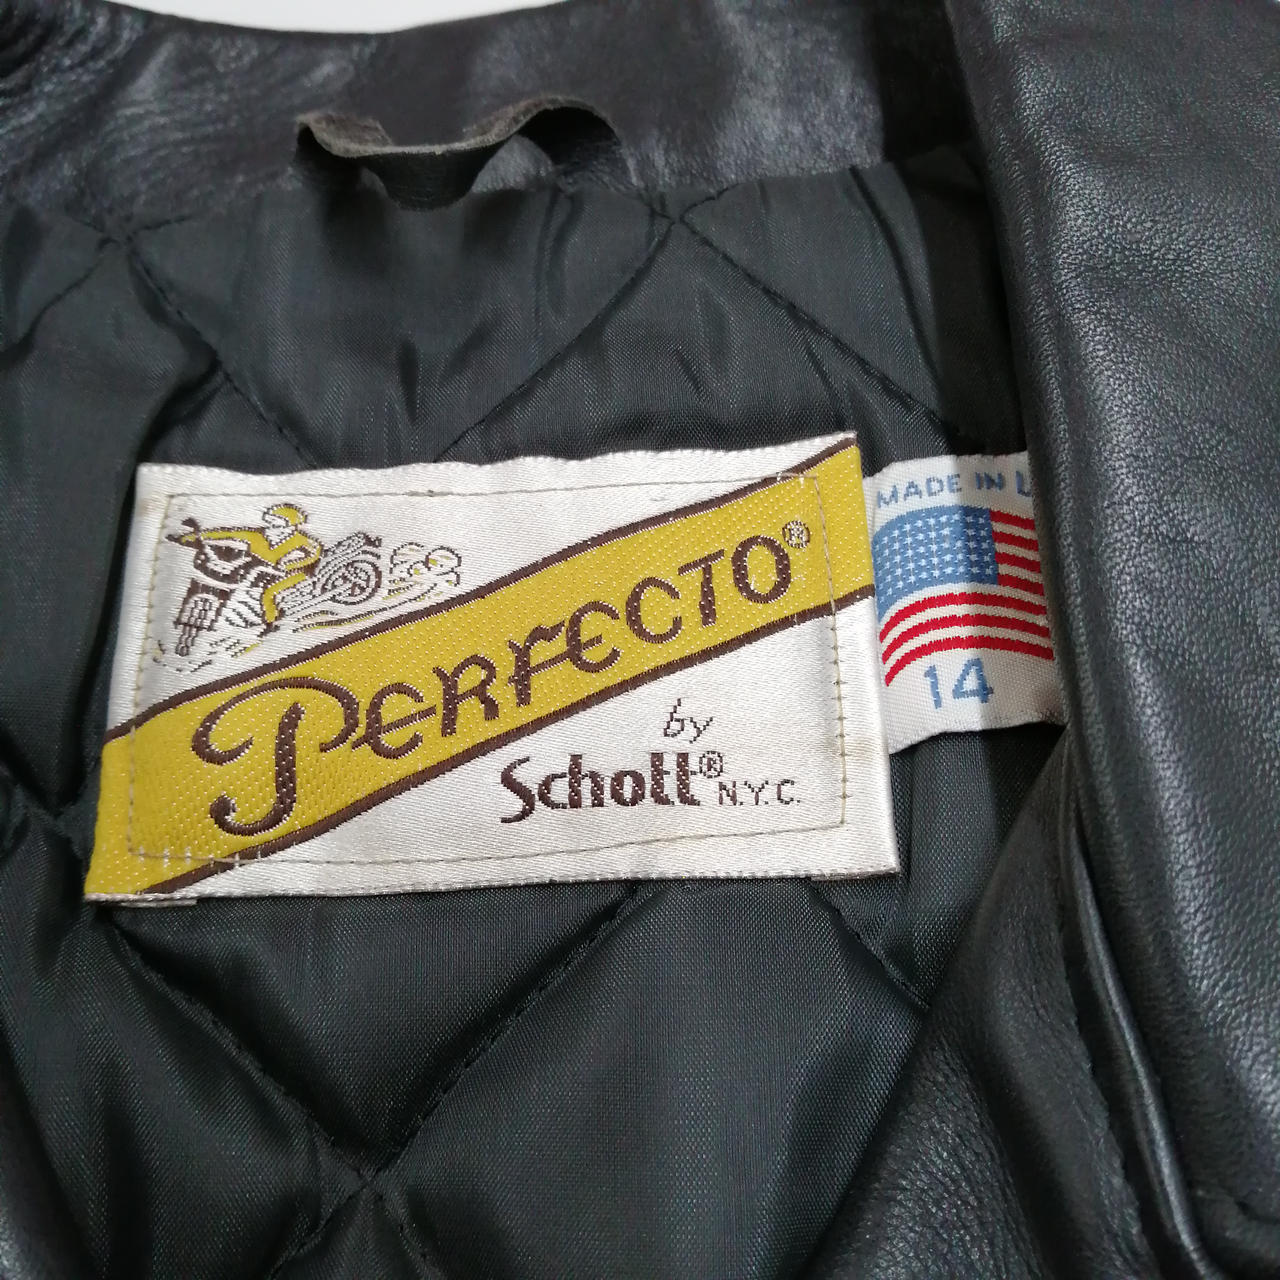 PERFECTO®
by
Schott® N.Y.C.
MADE IN U
14